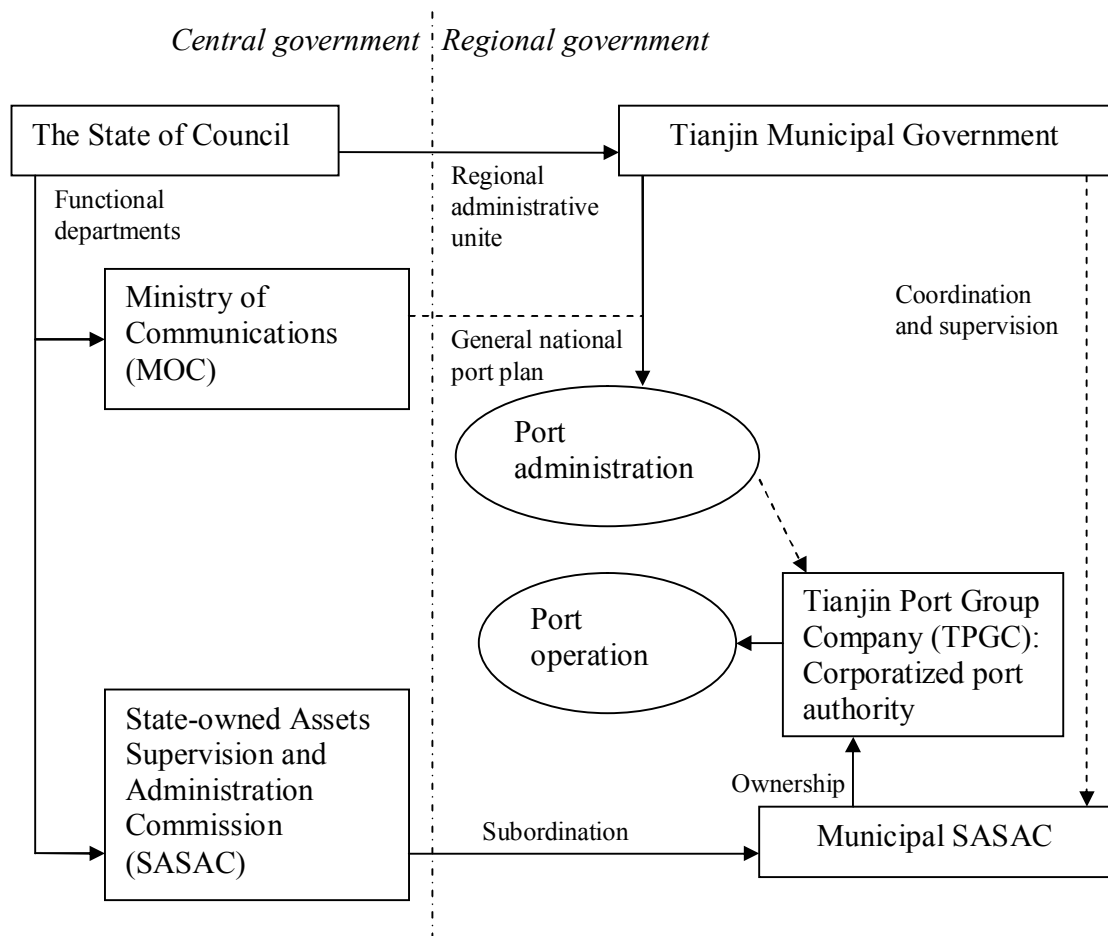 Central government
Regional government
The State of Council
Tianjin Municipal Government
Functional
departments
Regional
administrative
unite
Ministry of
Communications
(MOC)
General national
port plan
Coordination
and supervision
Port
administration
Port
operation
Tianjin Port Group
Company (TPGC):
Corporatized port
authority
State-owned Assets
Supervision and
Administration
Commission
(SASAC)
Ownership
Subordination
Municipal SASAC